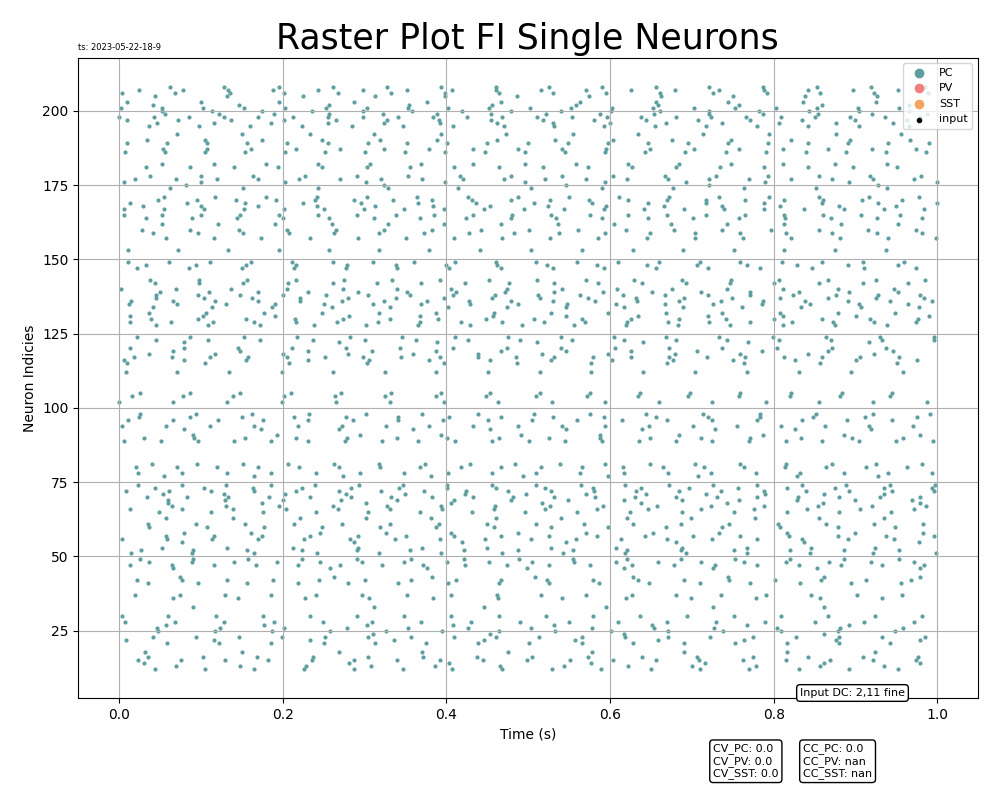 Raster Plot FI Single Neurons
ts: 2023-05-22-18-9
PC
PV
SST
input
200
175
150
125
100
75
50
25
Neuron Indicies
0.0 0.2 0.4 0.6 0.8 1.0
Time (s)
Input DC: 2,11 fine
CV_PC: 0.0
CV_PV: 0.0
CV_SST: 0.0
CC_PC: 0.0
CC_PV: nan
CC_SST: nan